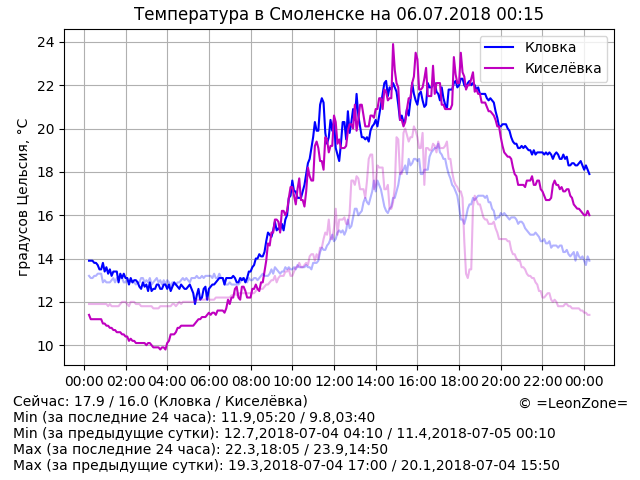 Температура в Смоленске на 06.07.2018 00:15
градусов Цельсия, °C
24
22
20
18
16
14
12
10
Кловка
Киселёвка
00:00 02:00 04:00 06:00 08:00 10:00 12:00 14:00 16:00 18:00 20:00 22:00 00:00
Сейчас: 17.9 / 16.0 (Кловка / Киселёвка)
© =LeonZone=
Min (за последние 24 часа): 11.9,05:20 / 9.8,03:40
Min (за предыдущие сутки): 12.7,2018-07-04 04:10 / 11.4,2018-07-05 00:10
Max (за последние 24 часа): 22.3,18:05 / 23.9,14:50
Max (за предыдущие сутки): 19.3,2018-07-04 17:00 / 20.1,2018-07-04 15:50